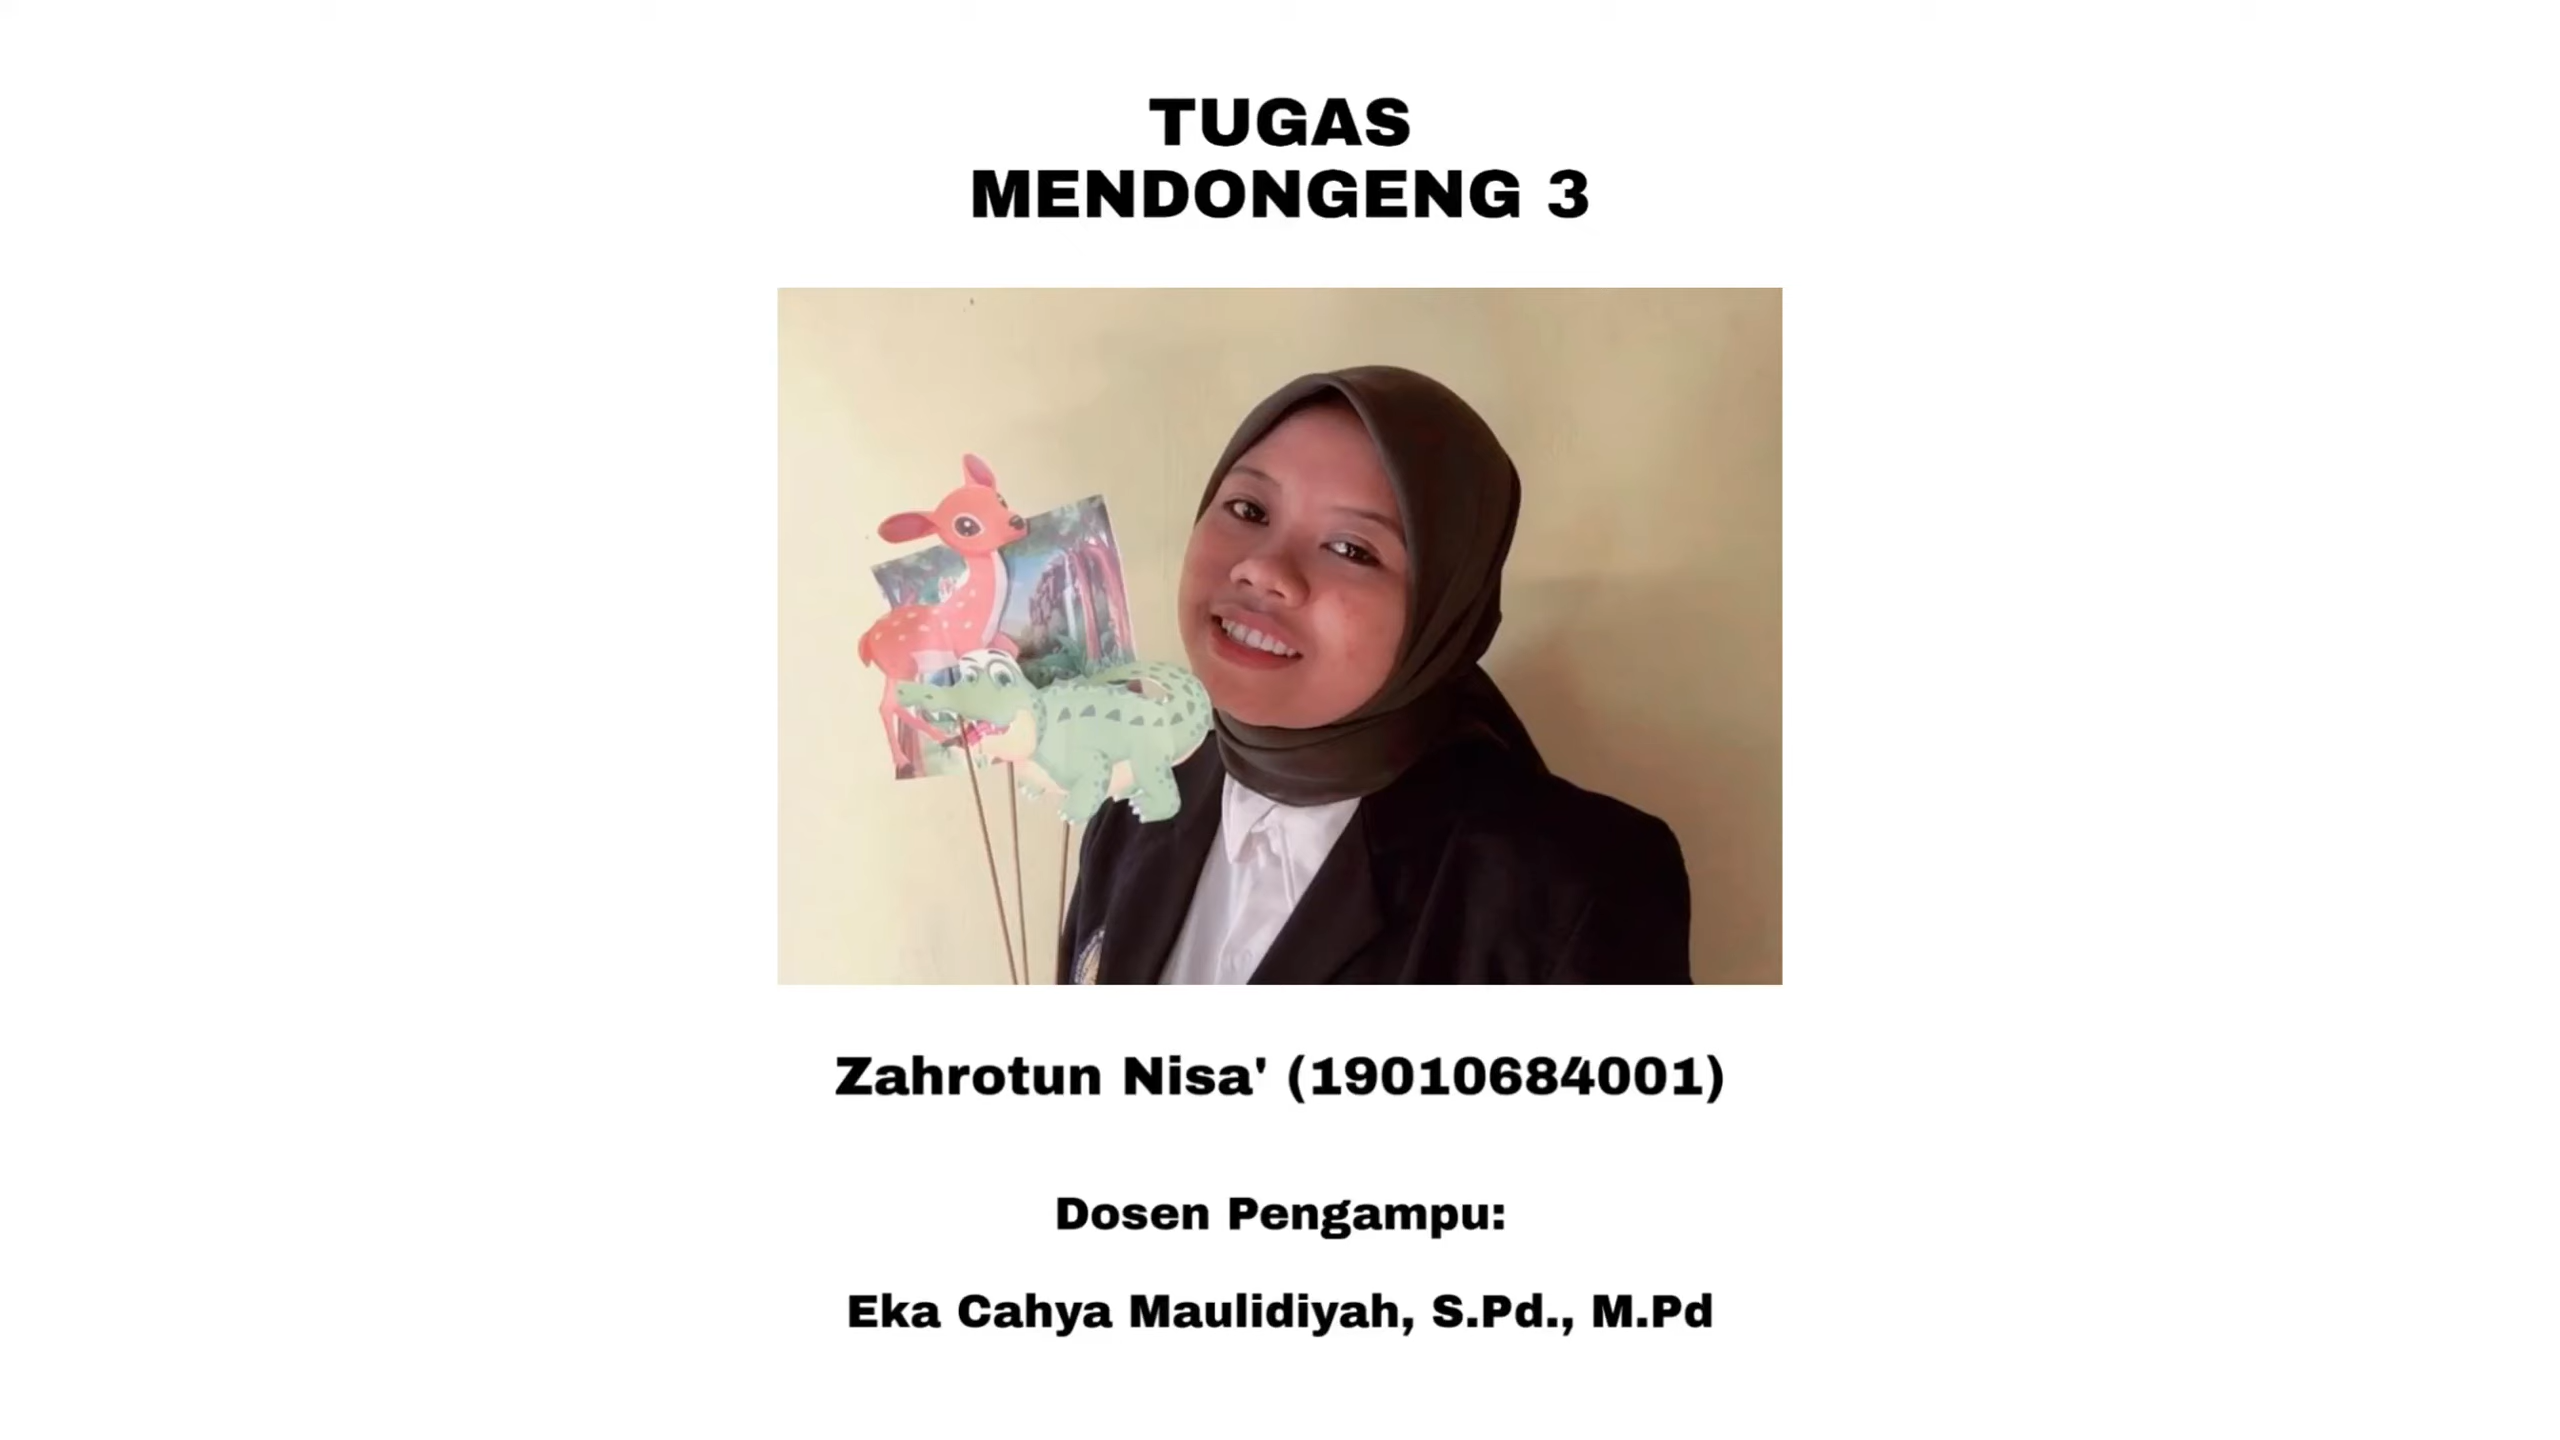 TUGAS
MENDONGENG 3
Zahrotun Nisa' (19010684001)
Dosen Pengampu:
Eka Cahya Maulidiyah, S.Pd., M.Pd